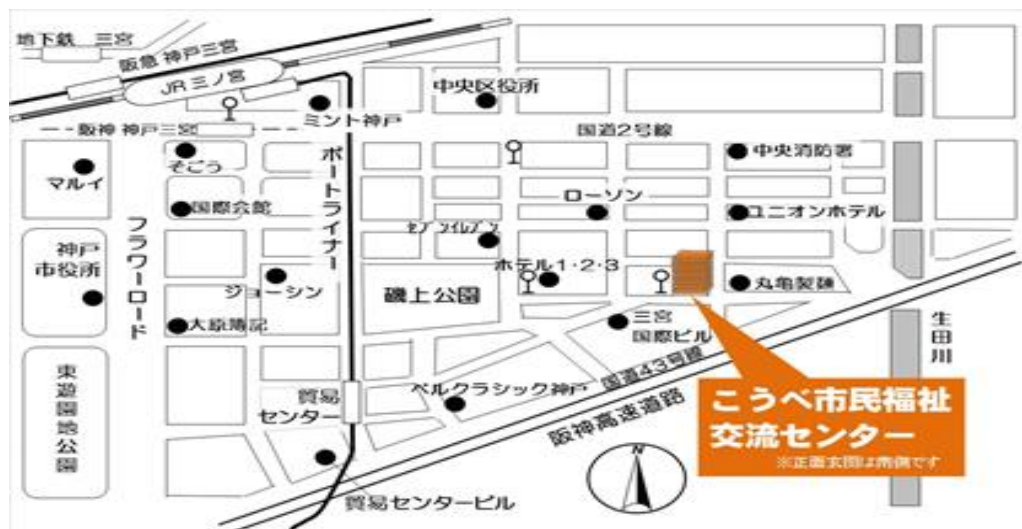 地下鉄 三宮
阪急 神戸三宮
JR 三ノ宮
中央区役所
ミント神戸
阪神 神戸三宮
国道2号線
そごう
マルイ
ポートライナー
中央消防署
フラワーロード
国際会館
ローソン
ユニオンホテル
セブンイレブン
神戸
市役所
ジョーシン
磯上公園
ホテル1・2・3
丸亀製麺
大原簿記
三宮
国際ビル
生田川
国道43号線
東遊園地公園
貿易
センター
ベルクラシック神戸
阪神高速道路
こうべ市民福祉
交流センター
※正面玄関は南側です
N
貿易センタービル